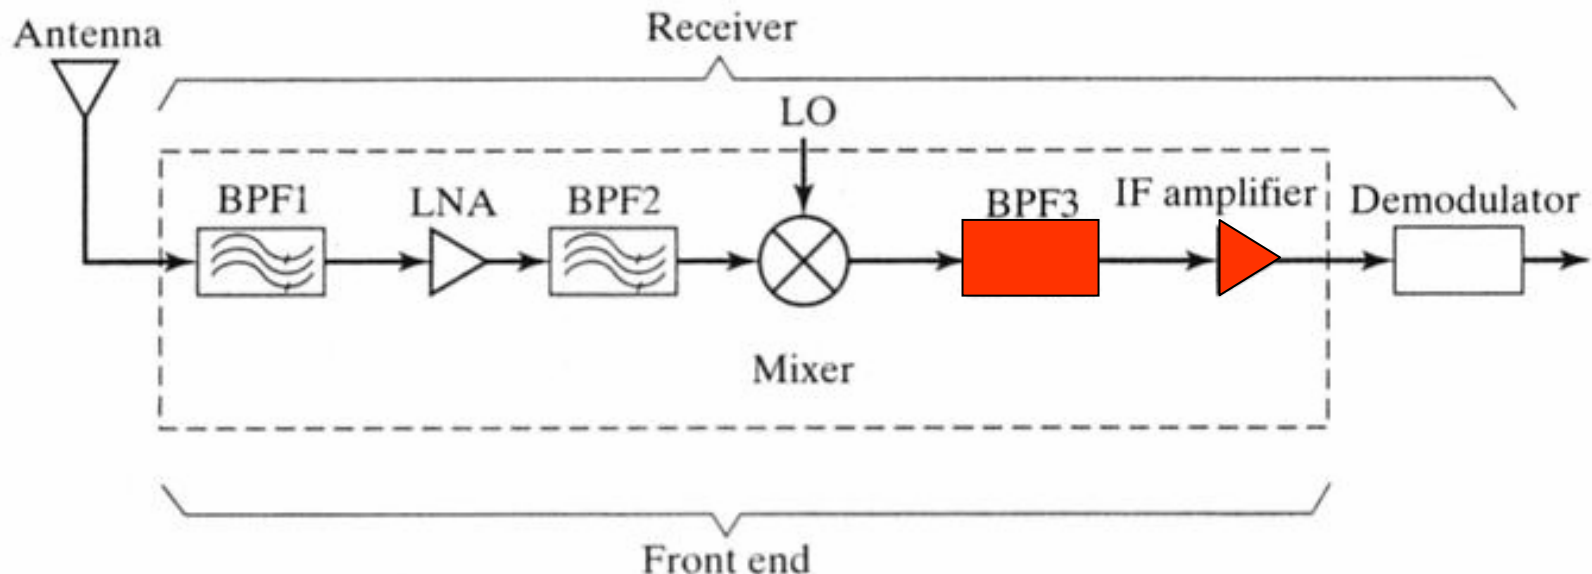 Receiver
Antenna
LO
BPF1
LNA
BPF2
BPF3
IF amplifier
Demodulator
Mixer
Front end